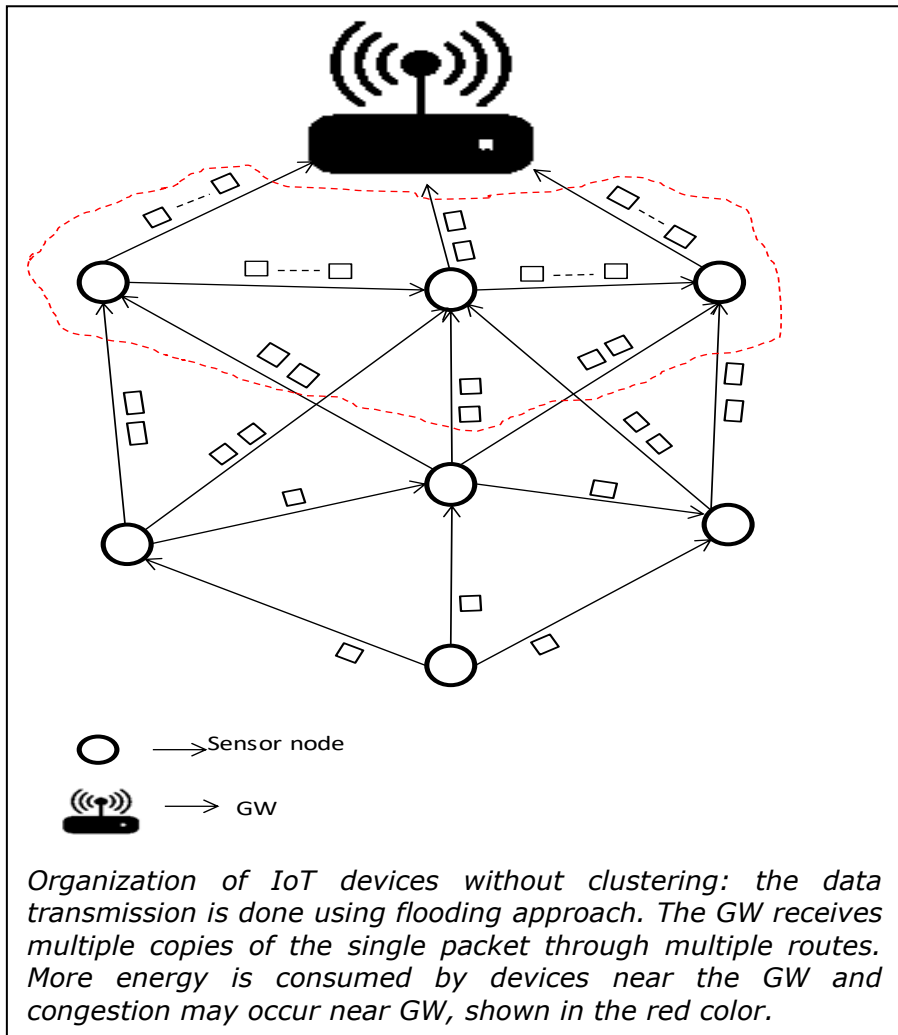 Sensor node
GW
Organization of IoT devices without clustering: the data
transmission is done using flooding approach. The GW receives
multiple copies of the single packet through multiple routes.
More energy is consumed by devices near the GW and
congestion may occur near GW, shown in the red color.